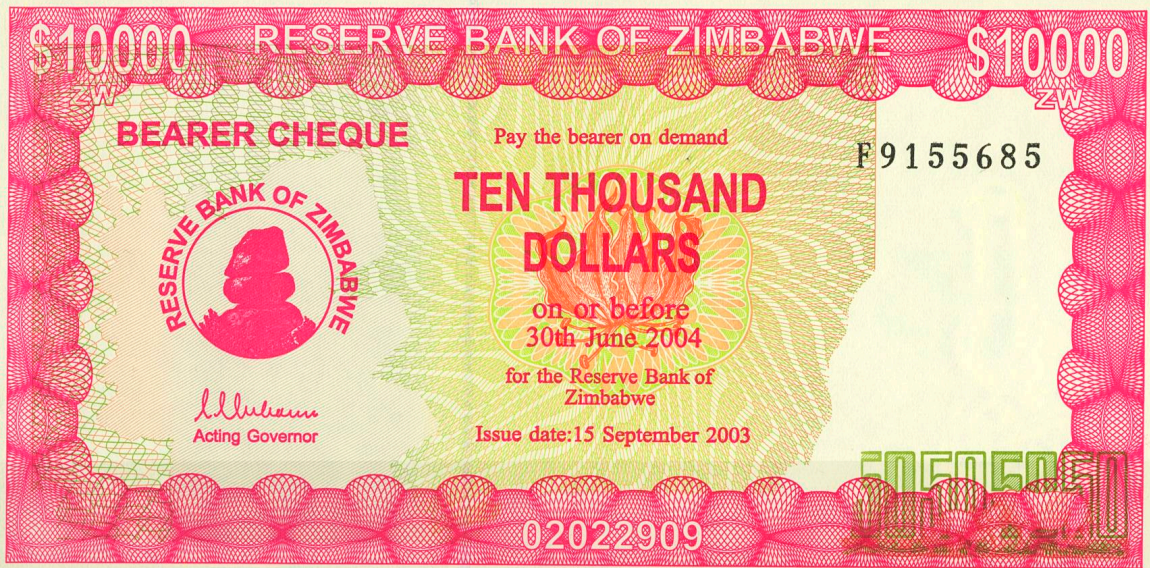 $10000 RESERVE BANK OF ZIMBABWE $10000
ZW ZW
BEARER CHEQUE
Pay the bearer on demand
F9155685
TEN THOUSAND
DOLLARS
RESERVE BANK OF ZIMBABWE
on or before
30th June 2004
for the Reserve Bank of
Zimbabwe
Acting Governor
Issue date:15 September 2003
50505050
02022909